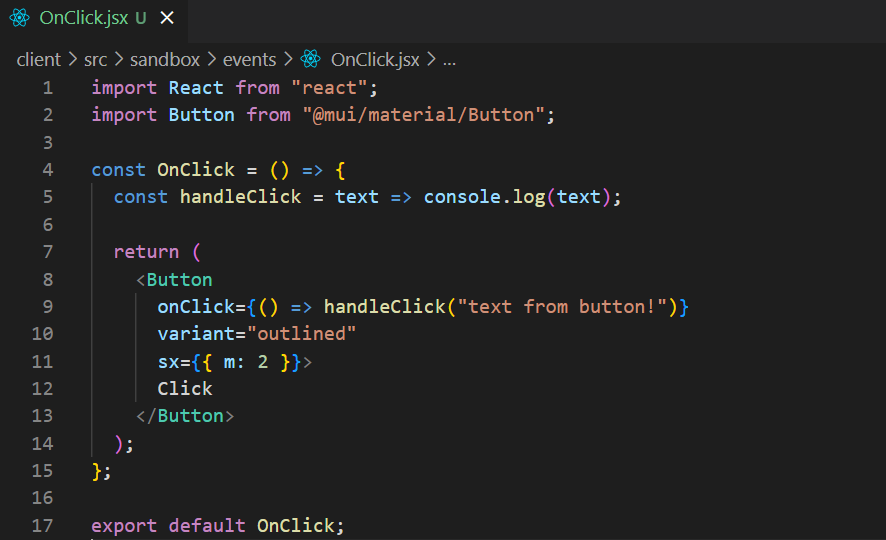 OnClick.jsx U
client > src > sandbox > events > OnClick.jsx > ...
1 import React from "react";
2 import Button from "@mui/material/Button";
3
4 const OnClick = () => {
5   const handleClick = text => console.log(text);
6
7   return (
8     <Button
9       onClick={() => handleClick("text from button!")}
10       variant="outlined"
11       sx={{ m: 2 }}>
12       Click
13     </Button>
14   );
15 };
16
17 export default OnClick;